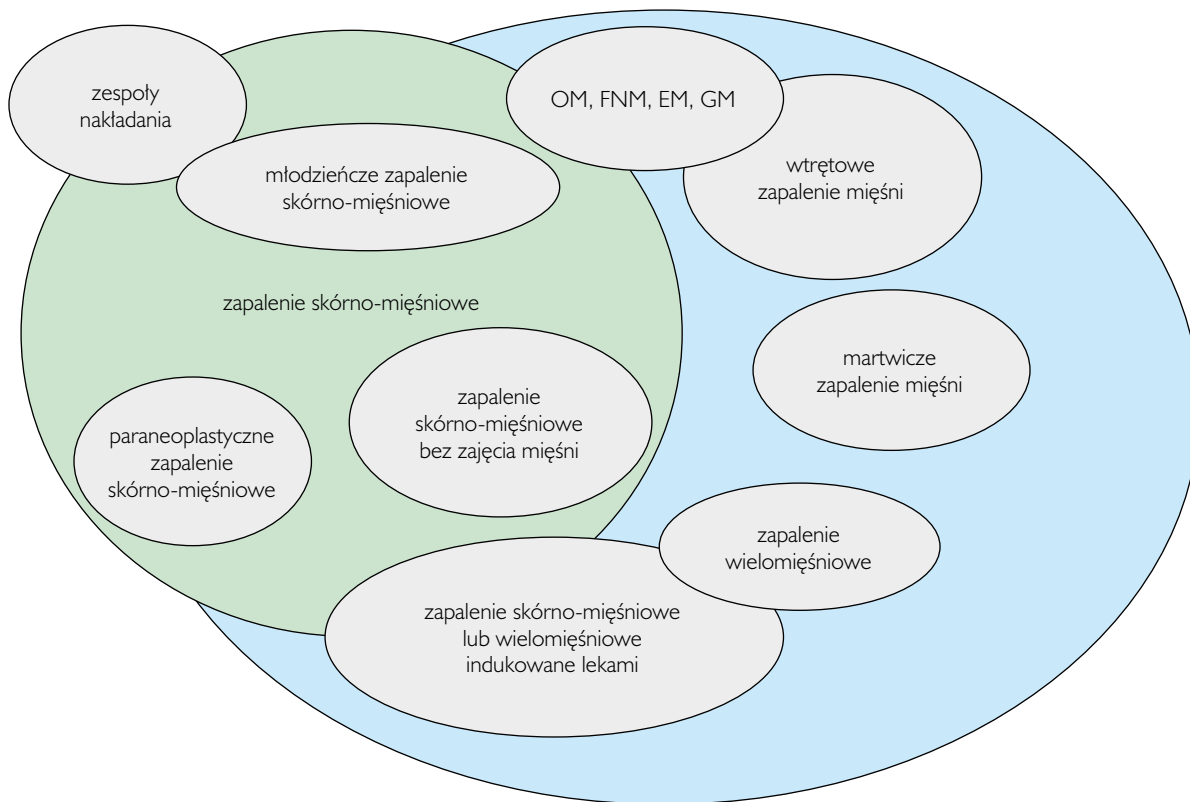 zespoły
nakładania
OM, FNM, EM, GM
wtrętowe
zapalenie mięśni
młodzieńcze zapalenie
skórno-mięśniowe
zapalenie skórno-mięśniowe
martwicze
zapalenie mięśni
zapalenie
skórno-mięśniowe
bez zajęcia mięśni
paraneoplastyczne
zapalenie
skórno-mięśniowe
zapalenie
wielomięśniowe
zapalenie skórno-mięśniowe
lub wielomięśniowe
indukowane lekami